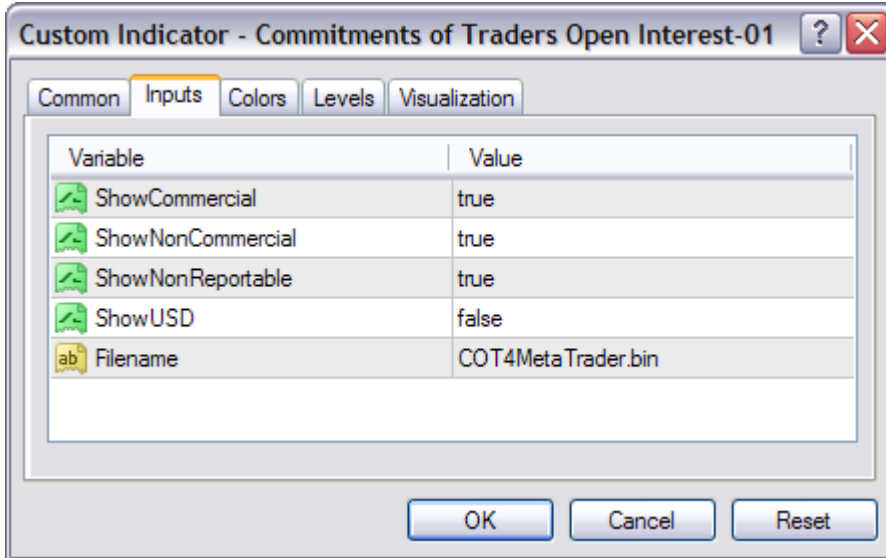 Custom Indicator - Commitments of Traders Open Interest-01 ?
Common Inputs Colors Levels Visualization
Variable Value
ShowCommercial true
ShowNonCommercial true
ShowNonReportable true
ShowUSD false
ab Filename COT4MetaTrader.bin
OK Cancel Reset